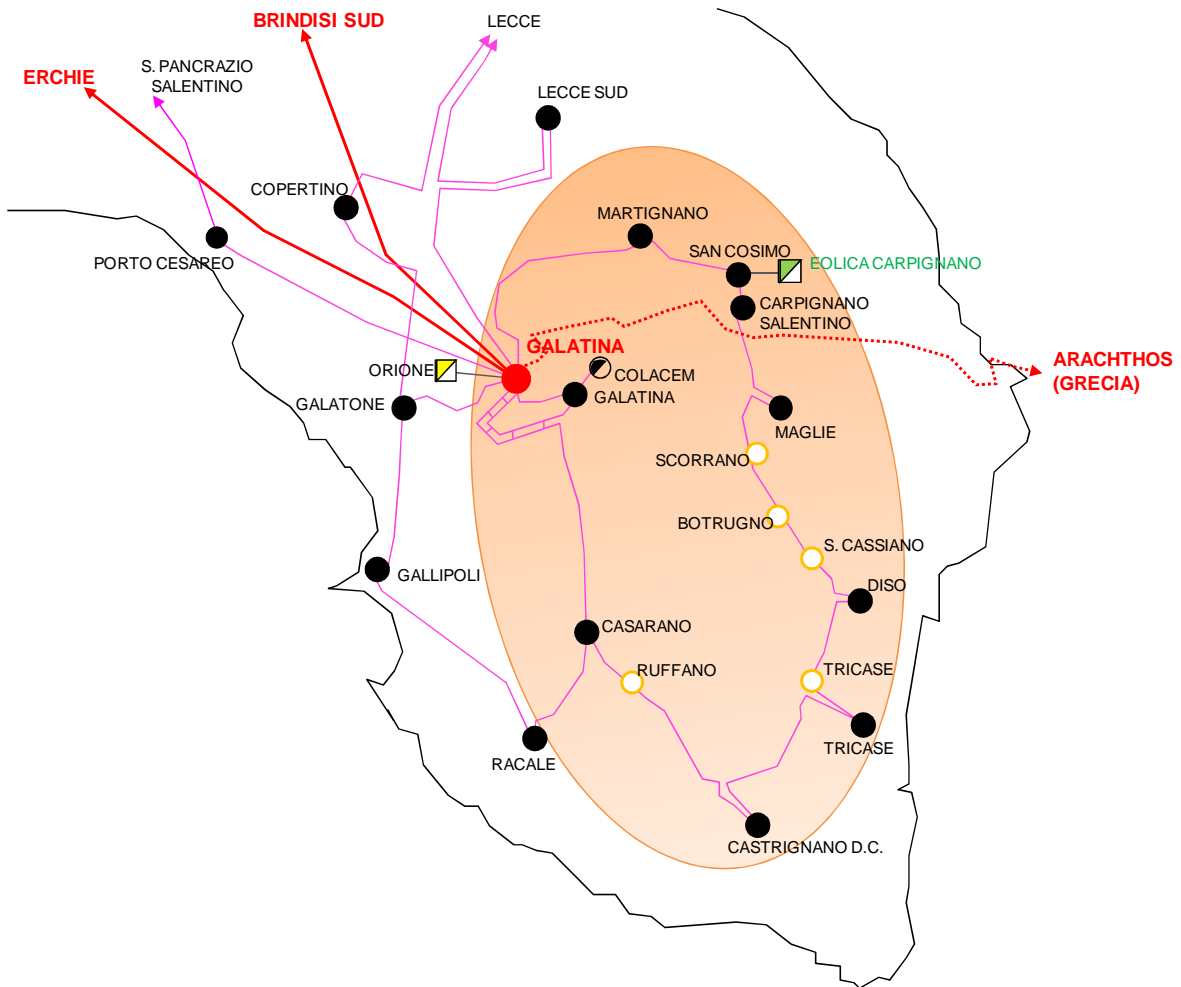 BRINDISI SUD
LECCE
S. PANCRAZIO
SALENTINO
ERCHIE
LECCE SUD
COPERTINO
MARTIGNANO
SAN COSIMO
EOLICA CARPIGNANO
PORTO CESAREO
CARPIGNANO
SALENTINO
GALATINA
ARACHTHOS
(GRECIA)
ORIONE
COLACEM
GALATINA
GALATONE
MAGLIE
SCORRANO
BOTRUGNO
S. CASSIANO
GALLIPOLI
DISO
CASARANO
RUFFANO
TRICASE
TRICASE
RACALE
CASTRIGNANO D.C.